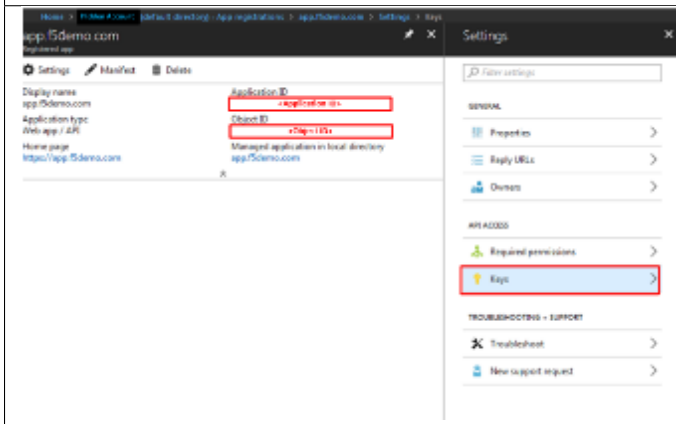 Home > (default directory) - App registrations > app.f5demo.com > Settings > Keys
app.f5demo.com
Registered app
Settings Manifest Delete
Display name
app.f5demo.com
Application ID
<Application ID>
Application type
Web app / API
Object ID
<Object ID>
Home page
https://app.f5demo.com
Managed application in local directory
app.f5demo.com
Settings
Filter settings
GENERAL
Properties
Reply URLs
Owners
API ACCESS
Required permissions
Keys
TROUBLESHOOTING + SUPPORT
Troubleshoot
New support request